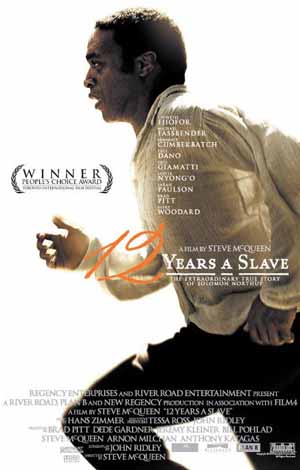 CHIWETEL
EJIOFOR
MICHAEL
FASSBENDER
BENEDICT
CUMBERBATCH
PAUL
DANO
PAUL
GIAMATTI
LUPITA
NYONG'O
SARAH
PAULSON
BRAD
PITT
ALFRE
WOODARD
WINNER
PEOPLE'S CHOICE AWARD
TORONTO INTERNATIONAL FILM FESTIVAL
A FILM BY STEVE McQUEEN
12 YEARS A SLAVE
THE EXTRAORDINARY TRUE STORY
OF SOLOMON NORTHUP
REGENCY ENTERPRISES AND RIVER ROAD ENTERTAINMENT PRESENT
A RIVER ROAD, PLAN B AND NEW REGENCY PRODUCTION IN ASSOCIATION WITH FILM4
A FILM BY STEVE McQUEEN "12 YEARS A SLAVE"
HANS ZIMMER TESSA ROSS, JOHN RIDLEY
BRAD PITT DEDE GARDNER JEREMY KLEINER BILL POHLAD
STEVE McQUEEN ARNON MILCHAN ANTHONY KATAGAS
JOHN RIDLEY STEVE McQUEEN